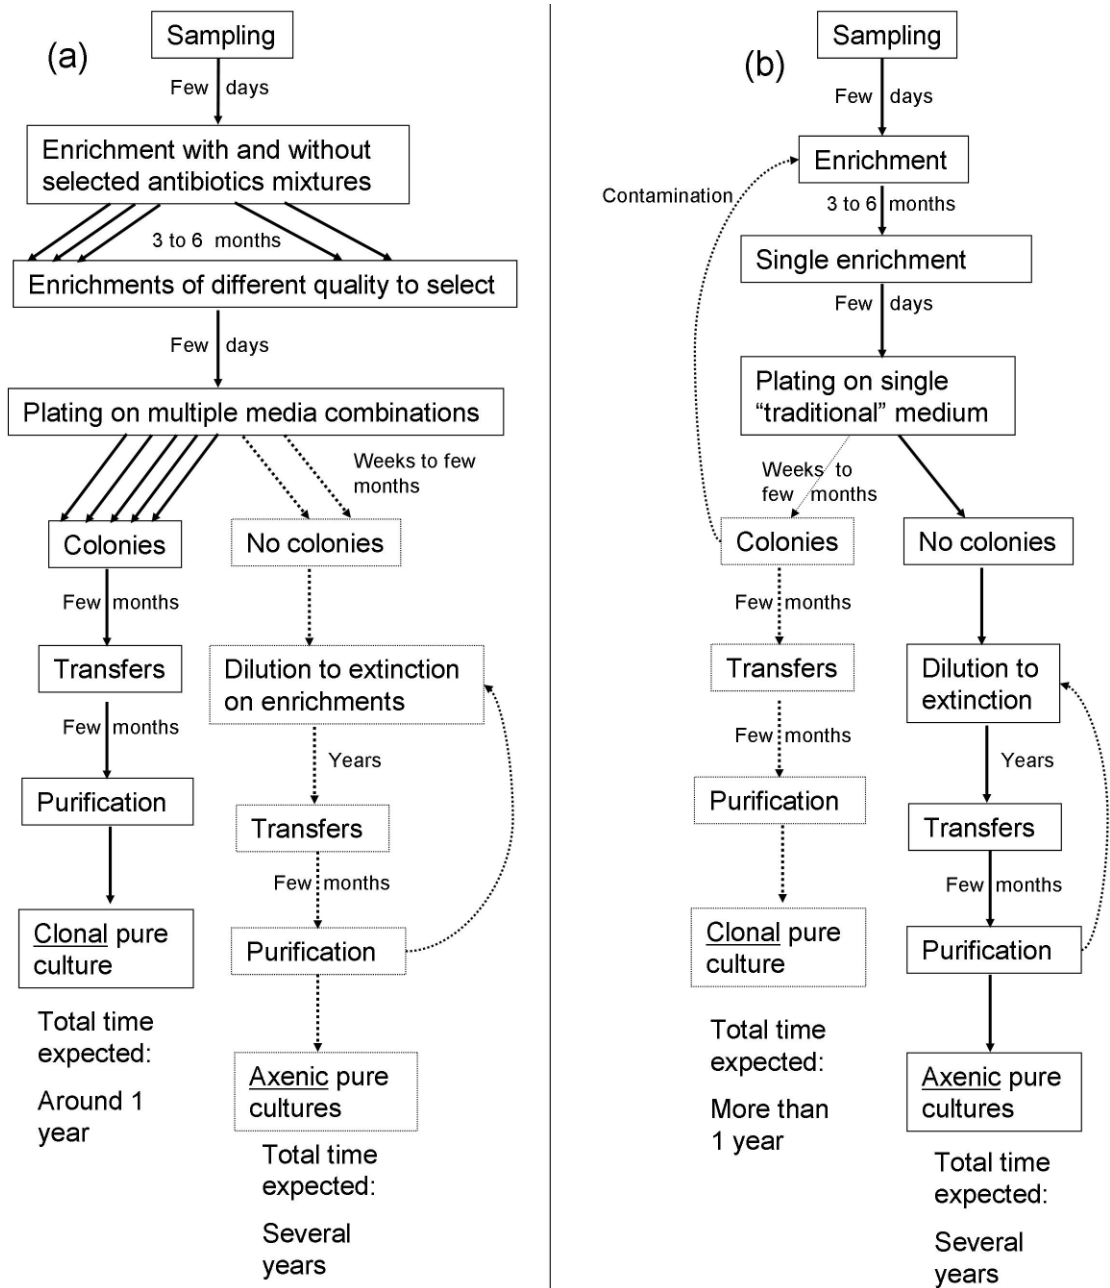 (a)
Sampling
Few days
Enrichment with and without
selected antibiotics mixtures
3 to 6 months
Enrichments of different quality to select
Few days
Plating on multiple media combinations
Weeks to few
months
Colonies
Few months
Transfers
Few months
Purification
Clonal pure
culture
Total time
expected:
Around 1
year
No colonies
Dilution to extinction
on enrichments
Years
Transfers
Few months
Purification
Axenic pure
cultures
Total time
expected:
Several
years
(b)
Sampling
Few days
Enrichment
Contamination
3 to 6 months
Single enrichment
Few days
Plating on single
“traditional” medium
Weeks to
few months
Colonies
Few months
Transfers
Few months
Purification
Clonal pure
culture
Total time
expected:
More than
1 year
No colonies
Dilution to
extinction
Years
Transfers
Few months
Purification
Axenic pure
cultures
Total time
expected:
Several
years